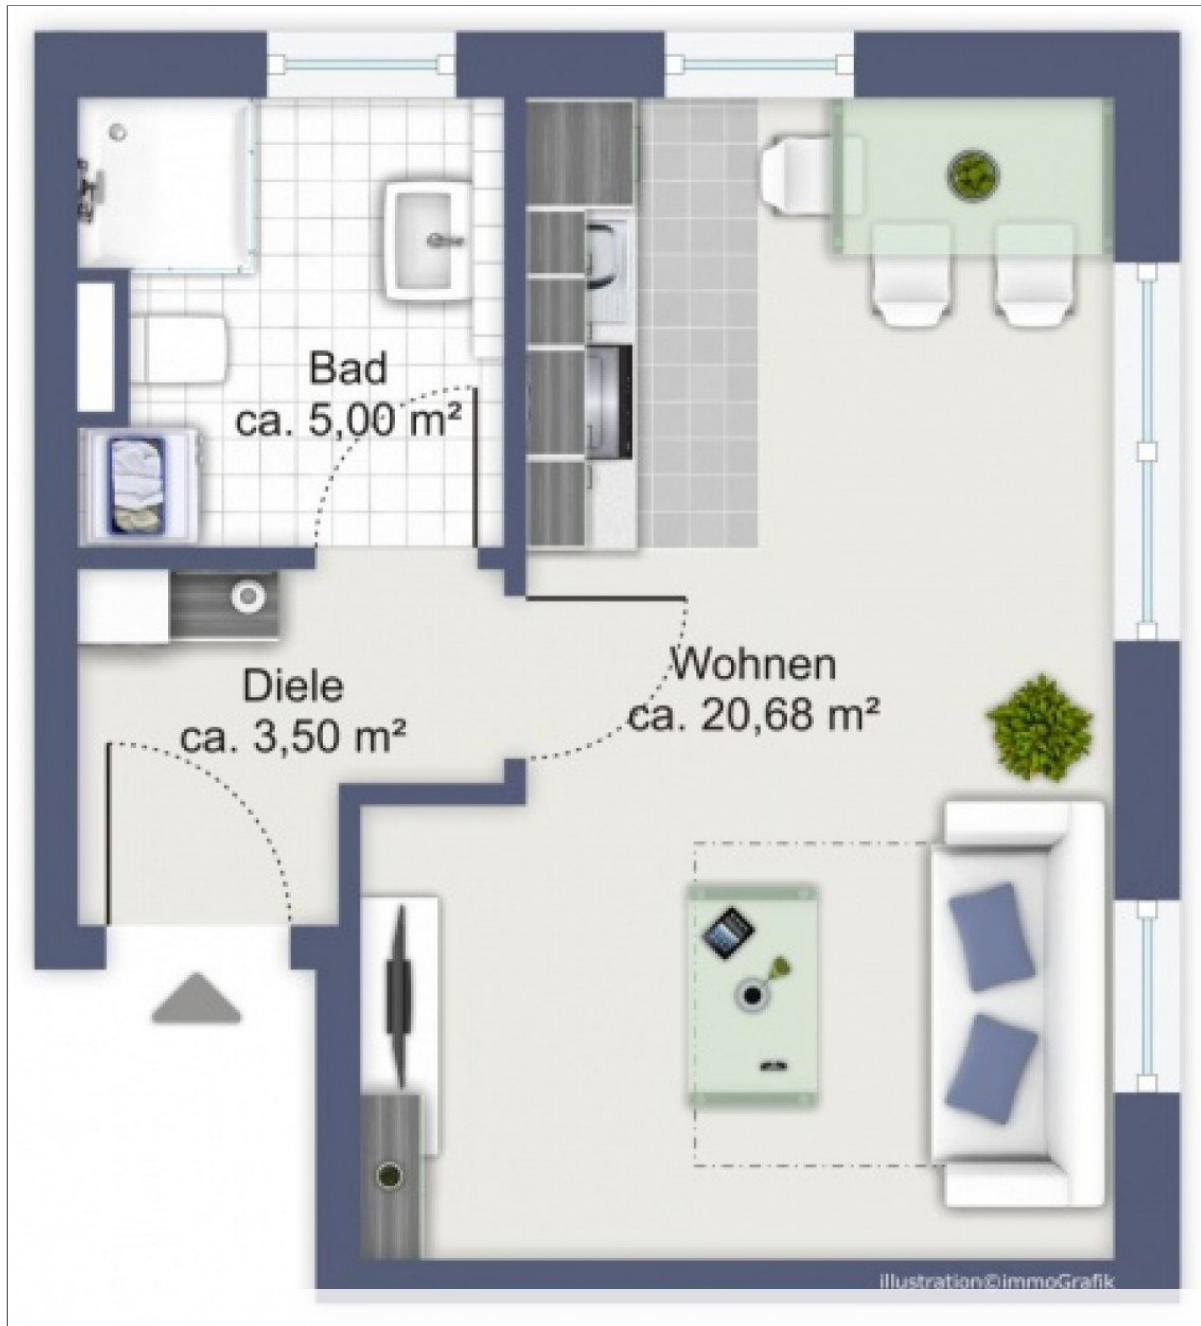 Bad
ca. 5,00 m²
Diele
ca. 3,50 m²
Wohnen
ca. 20,68 m²
illustration©immoGrafik